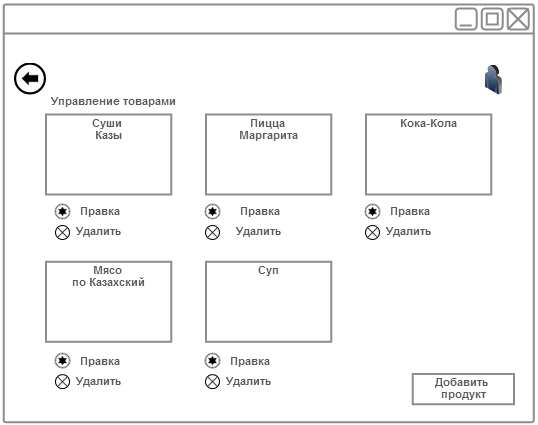 Управление товарами
Суши
Казы
Пицца
Маргарита
Кока-Кола
Правка
Правка
Правка
Удалить
Удалить
Удалить
Мясо
по Казахский
Суп
Правка
Правка
Удалить
Удалить
Добавить
продукт